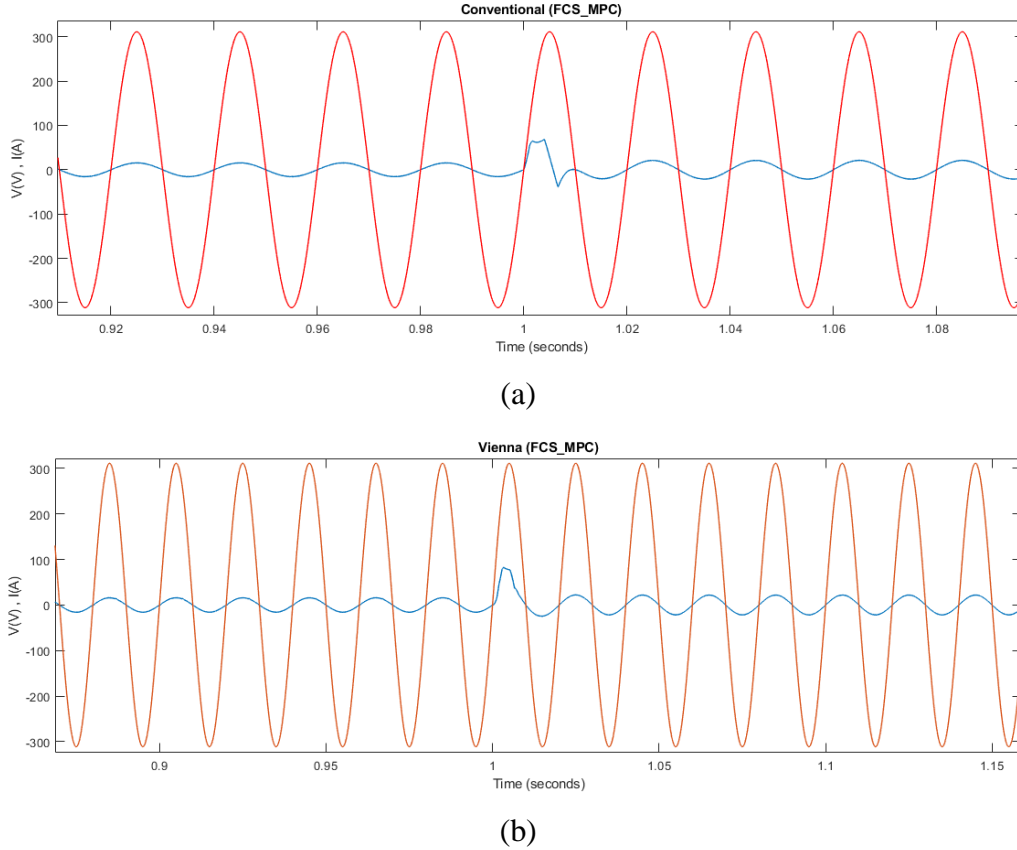 Conventional (FCS_MPC)
300
200
100
0
-100
-200
-300
V(V) , I(A)
0.92 0.94 0.96 0.98 1 1.02 1.04 1.06 1.08
Time (seconds)
(a)
Vienna (FCS_MPC)
300
200
100
0
-100
-200
-300
V(V) , I(A)
0.9 0.95 1 1.05 1.1 1.15
Time (seconds)
(b)